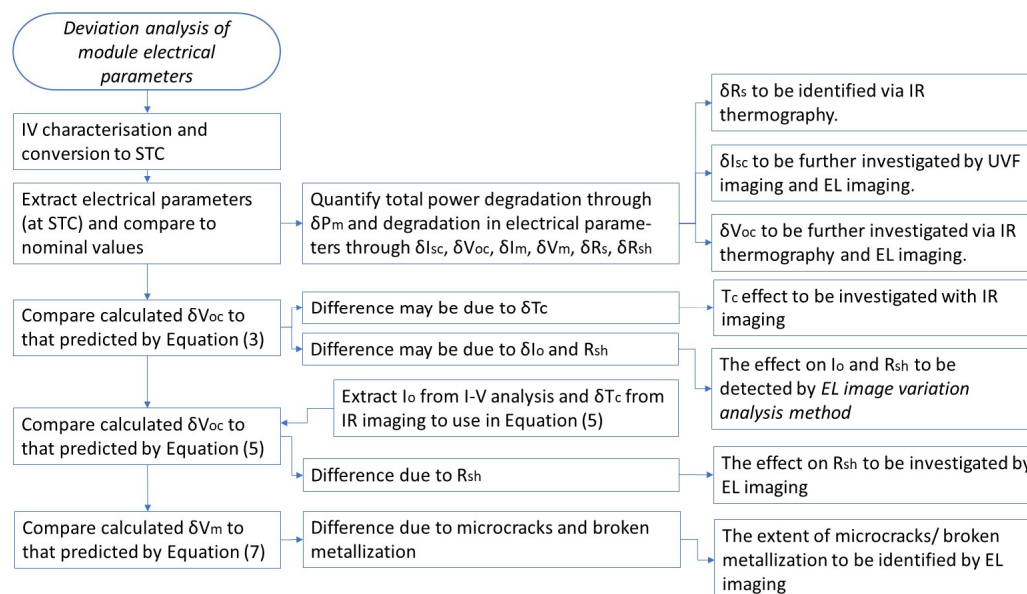 Deviation analysis of
module electrical
parameters
IV characterisation and
conversion to STC
Extract electrical parameters
(at STC) and compare to
nominal values
Quantify total power degradation through
δPm and degradation in electrical parame-
ters through δIsc, δVoc, δIm, δVm, δRs, δRsh
δRs to be identified via IR
thermography.
δIsc to be further investigated by UVF
imaging and EL imaging.
δVoc to be further investigated via IR
thermography and EL imaging.
Compare calculated δVoc to
that predicted by Equation (3)
Difference may be due to δTc
Tc effect to be investigated with IR
imaging
Difference may be due to δIo and Rsh
The effect on Io and Rsh to be
detected by EL image variation
analysis method
Extract Io from I-V analysis and δTc from
IR imaging to use in Equation (5)
Compare calculated δVoc to
that predicted by Equation (5)
Difference due to Rsh
The effect on Rsh to be investigated by
EL imaging
Compare calculated δVm to
that predicted by Equation (7)
Difference due to microcracks and broken
metallization
The extent of microcracks/ broken
metallization to be identified by EL
imaging